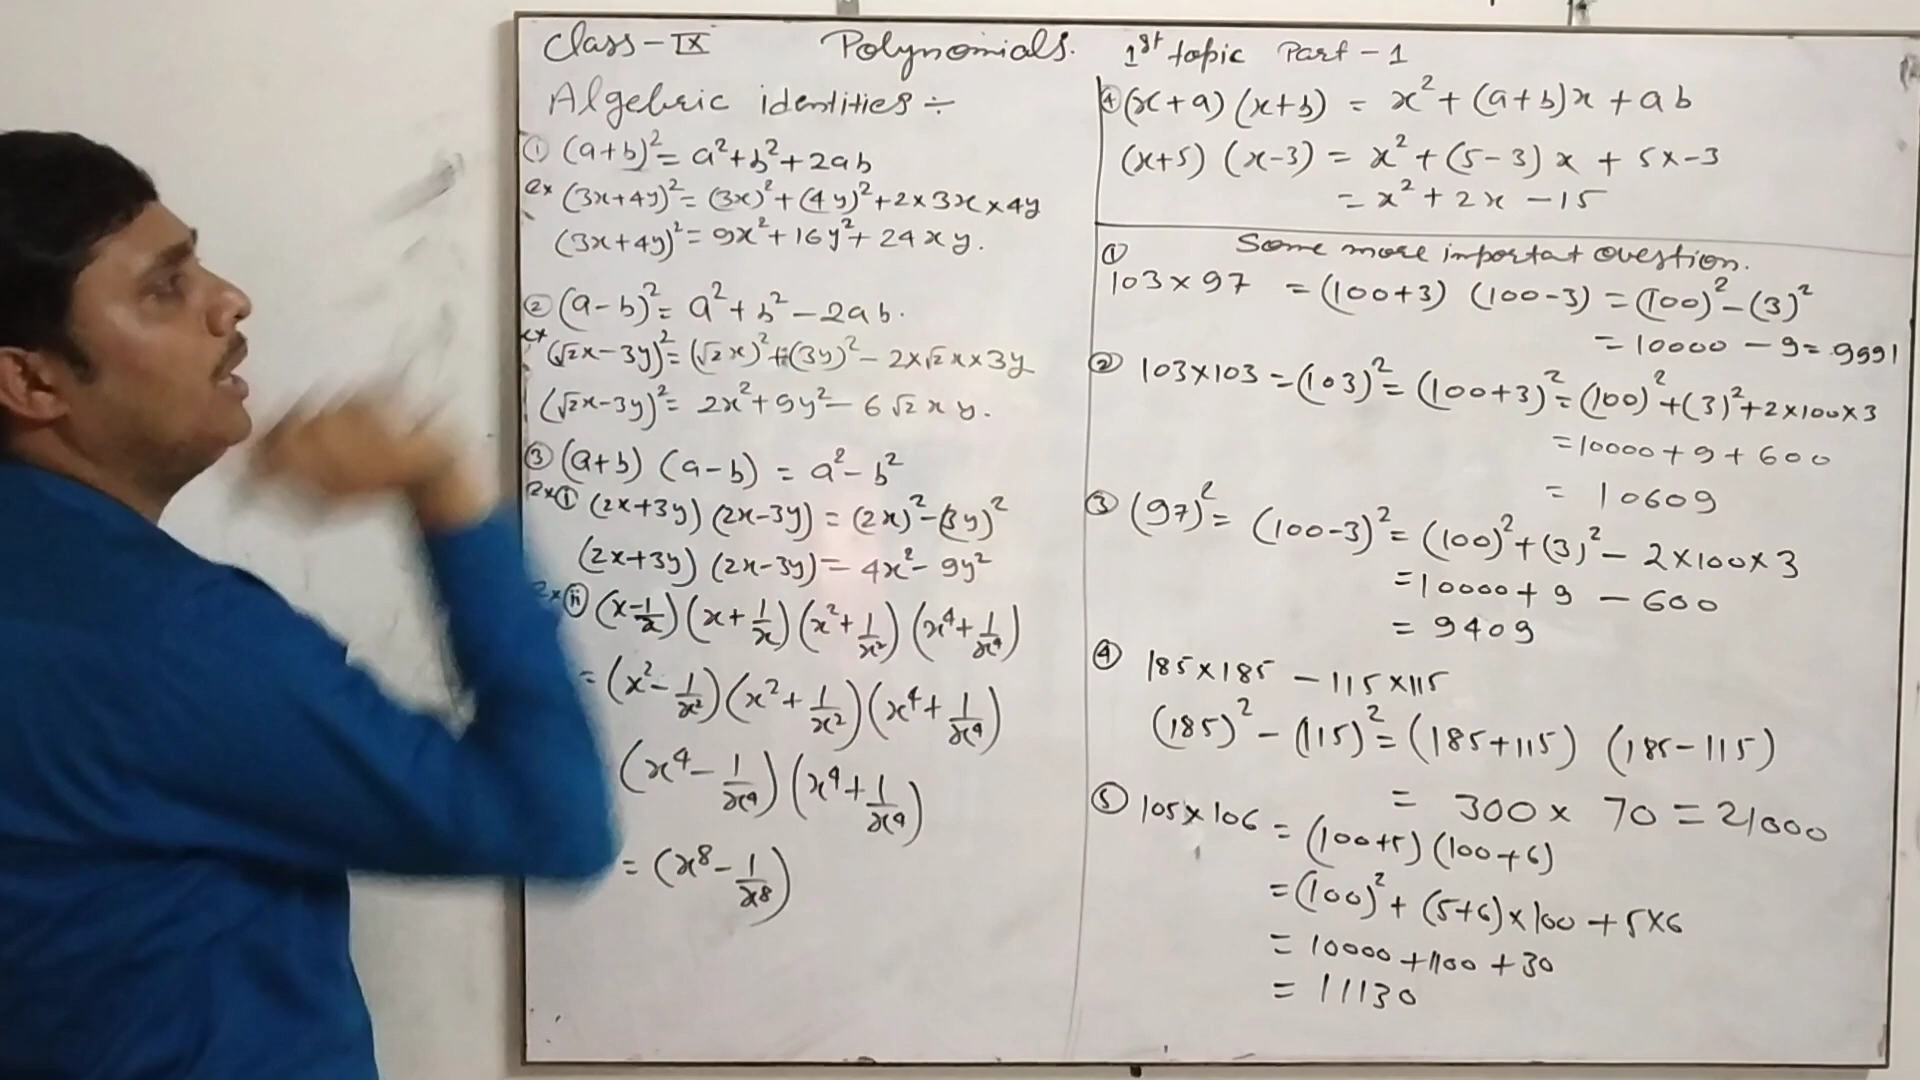 Class-IX Polynomials. 1st topic Part-1
Algebric identities ÷
① (a+b)² = a²+b²+2ab
ex (3x+4y)² = (3x)²+(4y)²+2×3x×4y
(3x+4y)² = 9x²+16y²+24xy.
② (a-b)² = a²+b²-2ab.
ex (√2x-3y)² = (√2x)²+(3y)²-2×√2x×3y
(√2x-3y)² = 2x²+9y²-6√2xy.
③ (a+b) (a-b) = a²-b²
Ex ⓘ (2x+3y) (2x-3y) = (2x)²-(3y)²
(2x+3y) (2x-3y) = 4x²-9y²
Ex ⓘⓘ (x-1/x) (x+1/x) (x²+1/x²) (x⁴+1/x⁴)
= (x²-1/x²) (x²+1/x²) (x⁴+1/x⁴)
(x⁴-1/x⁴) (x⁴+1/x⁴)
= (x⁸-1/x⁸)
④ (x+a) (x+b) = x²+(a+b)x+ab
(x+5) (x-3) = x²+(5-3)x+5×-3
= x²+2x-15
Some more importat Question.
① 103×97 = (100+3) (100-3) = (100)²-(3)²
= 10000-9 = 9991
② 103×103 = (103)² = (100+3)² = (100)²+(3)²+2×100×3
= 10000+9+600
= 10609
③ (97)² = (100-3)² = (100)²+(3)²-2×100×3
= 10000+9-600
= 9409
④ 185×185-115×115
(185)²-(115)² = (185+115) (185-115)
= 300×70 = 21000
⑤ 105×106 = (100+5) (100+6)
= (100)²+(5+6)×100+5×6
= 10000+1100+30
= 11130